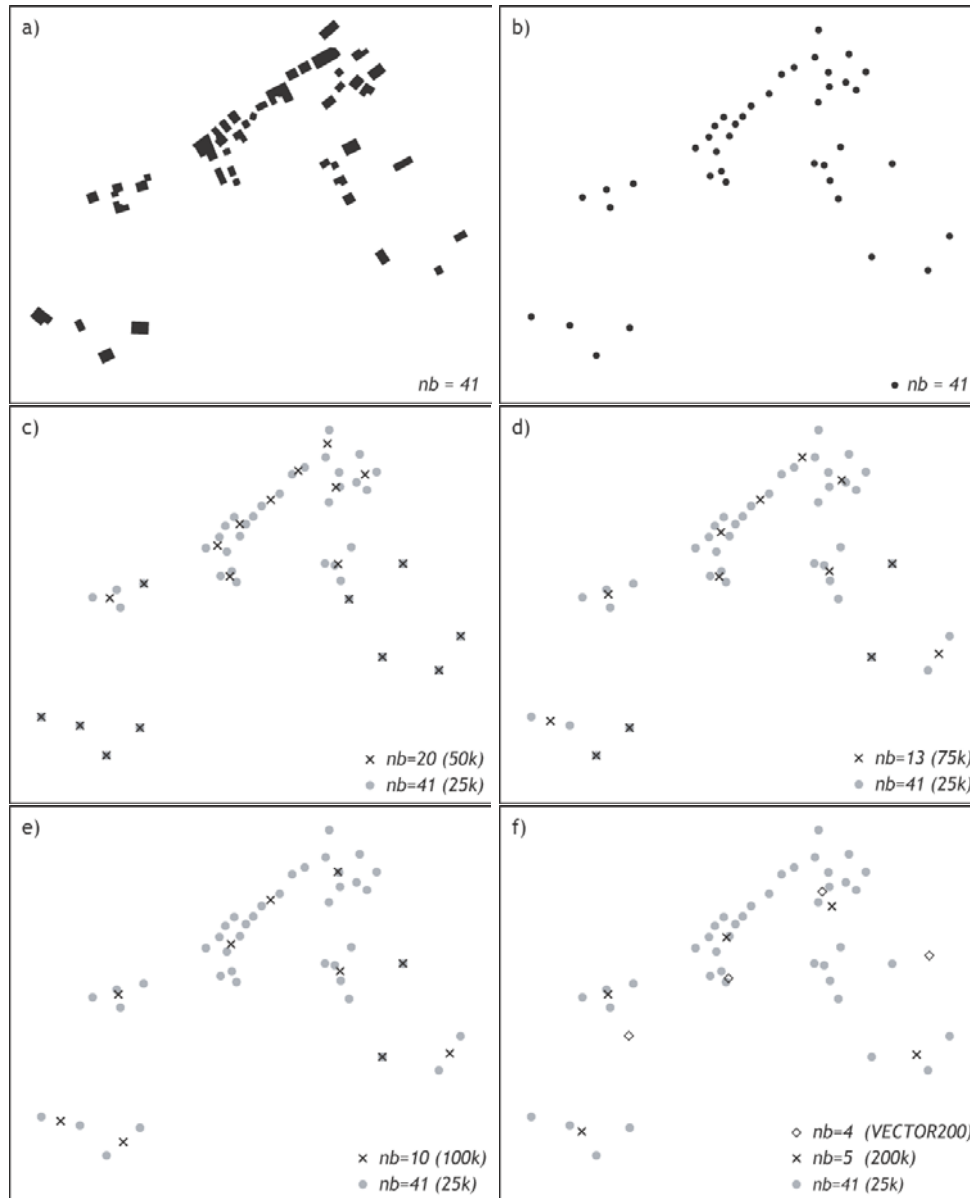 a)
nb = 41
b)
nb = 41
c)
nb=20 (50k)
nb=41 (25k)
d)
nb=13 (75k)
nb=41 (25k)
e)
nb=10 (100k)
nb=41 (25k)
f)
nb=4 (VECTOR200)
nb=5 (200k)
nb=41 (25k)